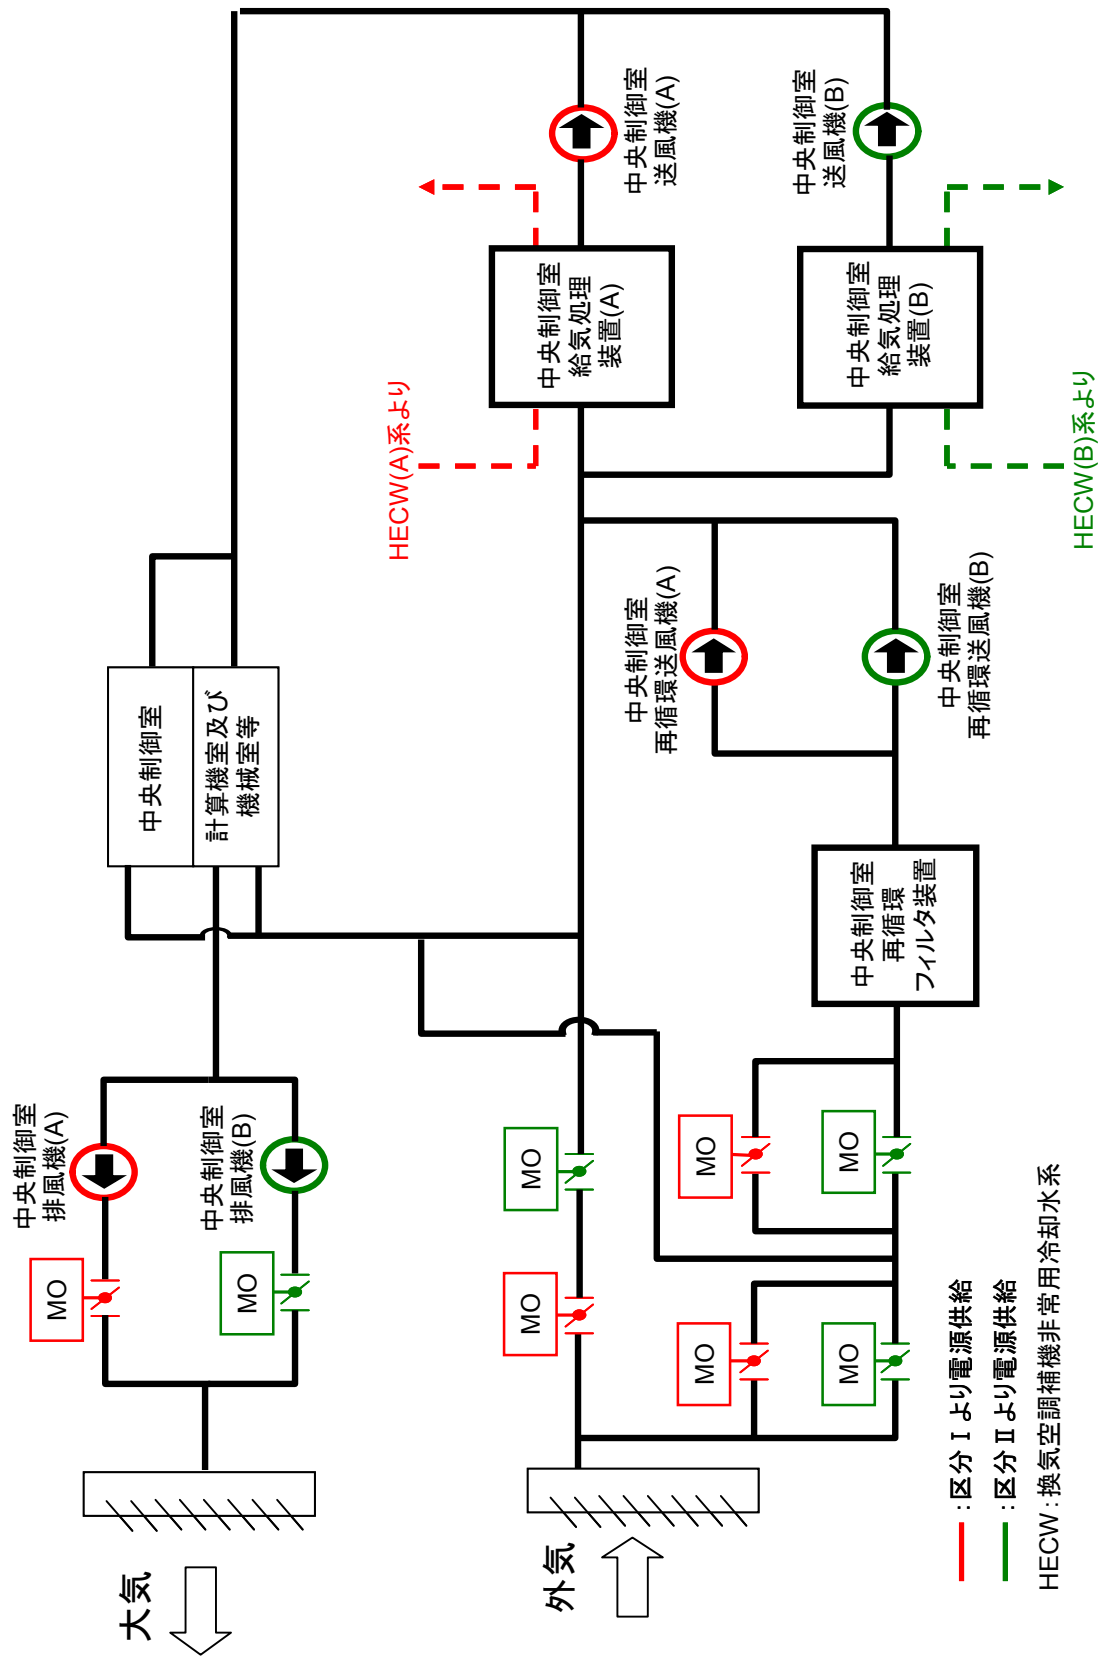 大気
外気
MO
MO
中央制御室
排風機(A)
中央制御室
排風機(B)
中央制御室
計算機室及び
機械室等
MO
MO
MO
MO
MO
MO
中央制御室
再循環
フィルタ装置
中央制御室
再循環送風機(A)
中央制御室
再循環送風機(B)
HECW(A)系より
HECW(B)系より
中央制御室
給気処理
装置(A)
中央制御室
給気処理
装置(B)
中央制御室
送風機(A)
中央制御室
送風機(B)
：区分Ⅰより電源供給
：区分Ⅱより電源供給
HECW：換気空調補機非常用冷却水系